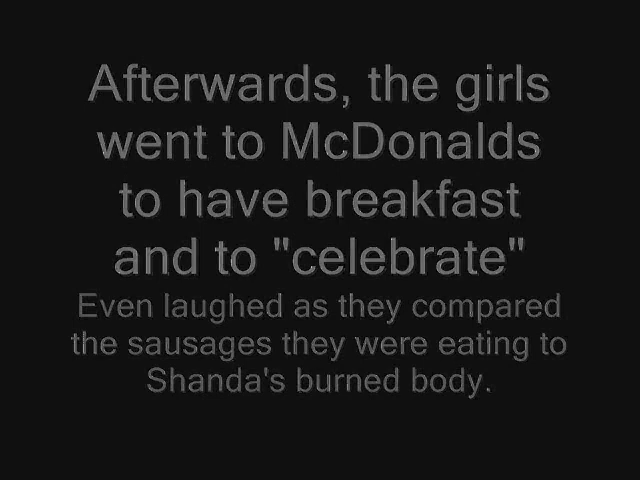 Afterwards, the girls
went to McDonalds
to have breakfast
and to "celebrate"
Even laughed as they compared
the sausages they were eating to
Shanda's burned body.